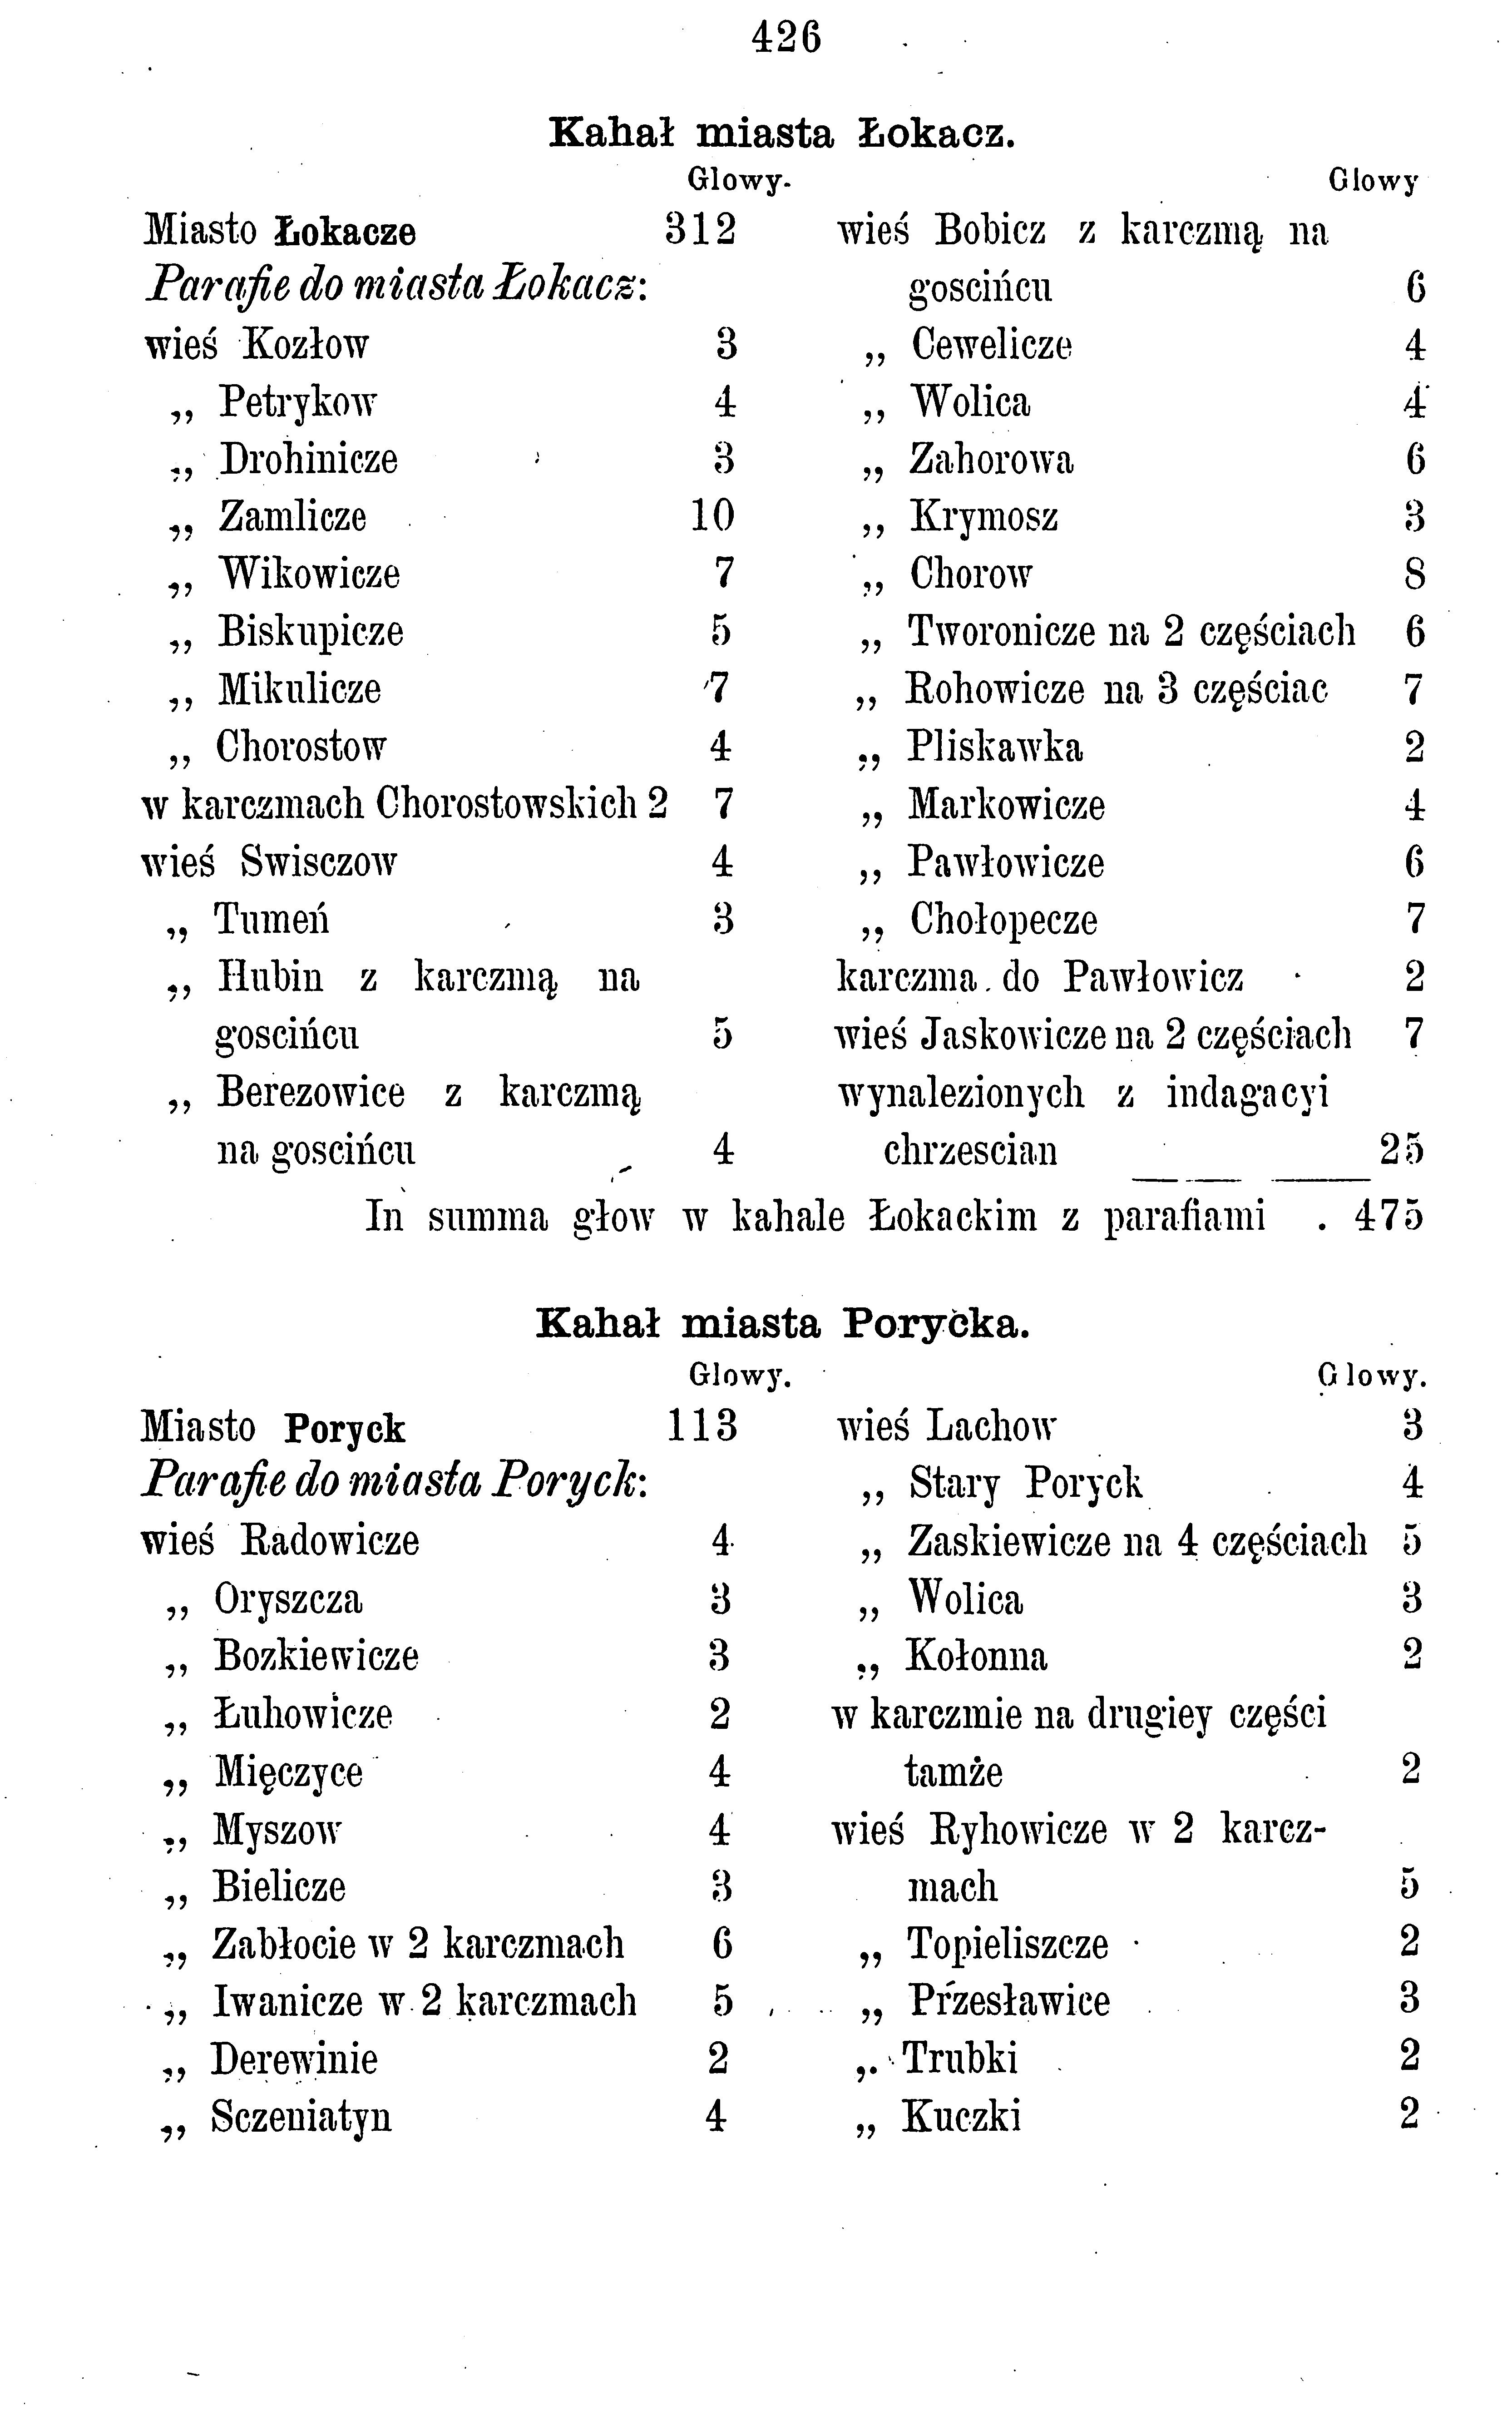 426
Kahał miasta Łokacz.
Glowy.
Miasto Łokacze 312
Parafie do miasta Łokacz:
wieś Kozłow 3
„ Petrykow 4
„ Drohinicze 3
„ Zamlicze 10
„ Wikowicze 7
„ Biskupicze 5
„ Mikulicze 7
„ Chorostow 4
w karczmach Chorostowskich 2 7
wieś Swisczow 4
„ Tumeń 3
„ Hubin z karczmą na
goscińcu 5
„ Berezowice z karczmą
na goscińcu 4
Glowy
wieś Bobicz z karczmą na
goscińcu 6
„ Cewelicze 4
„ Wolica 4
„ Zahorowa 6
„ Krymosz 3
„ Chorow 8
„ Tworonicze na 2 częściach 6
„ Rohowicze na 3 częściac 7
„ Pliskawka 2
„ Markowicze 4
„ Pawłowicze 6
„ Chołopecze 7
karczma do Pawłowicz 2
wieś Jaskowicze na 2 częściach 7
wynalezionych z indagacyi
chrzescian 25
In summa głow w kahale Łokackim z parafiami . 475
Kahał miasta Porycka.
Glowy.
Miasto Poryck 113
Parafie do miasta Poryck:
wieś Radowicze 4
„ Oryszcza 3
„ Bozkiewicze 3
„ Łuhowicze 2
„ Mięczyce 4
„ Myszow 4
„ Bielicze 3
„ Zabłocie w 2 karczmach 6
„ Iwanicze w 2 karczmach 5
„ Derewinie 2
„ Sczeniatyn 4
Glowy.
wieś Lachow 3
„ Stary Poryck 4
„ Zaskiewicze na 4 częściach 5
„ Wolica 3
„ Kołonna 2
w karczmie na drugiey części
tamże 2
wieś Ryhowicze w 2 karcz-
mach 5
„ Topieliszcze 2
„ Przesławice 3
„ Trubki 2
„ Kuczki 2